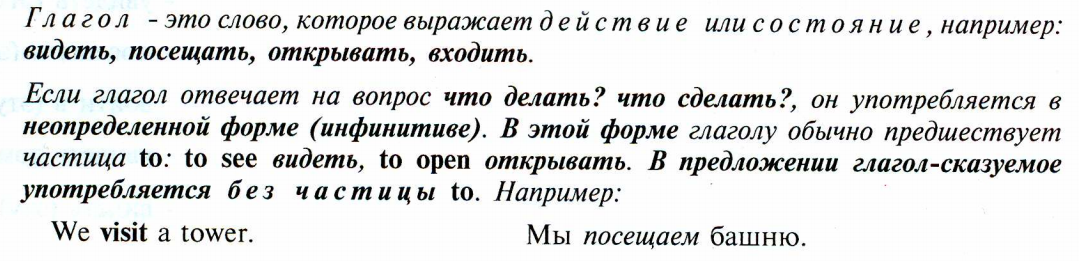 Глагол - это слово, которое выражает действие или состояние, например:
видеть, посещать, открывать, входить.
Если глагол отвечает на вопрос что делать? что сделать?, он употребляется в
неопределенной форме (инфинитиве). В этой форме глаголу обычно предшествует
частица to: to see видеть, to open открывать. В предложении глагол-сказуемое
употребляется без частицы to. Например:
We visit a tower. Мы посещаем башню.